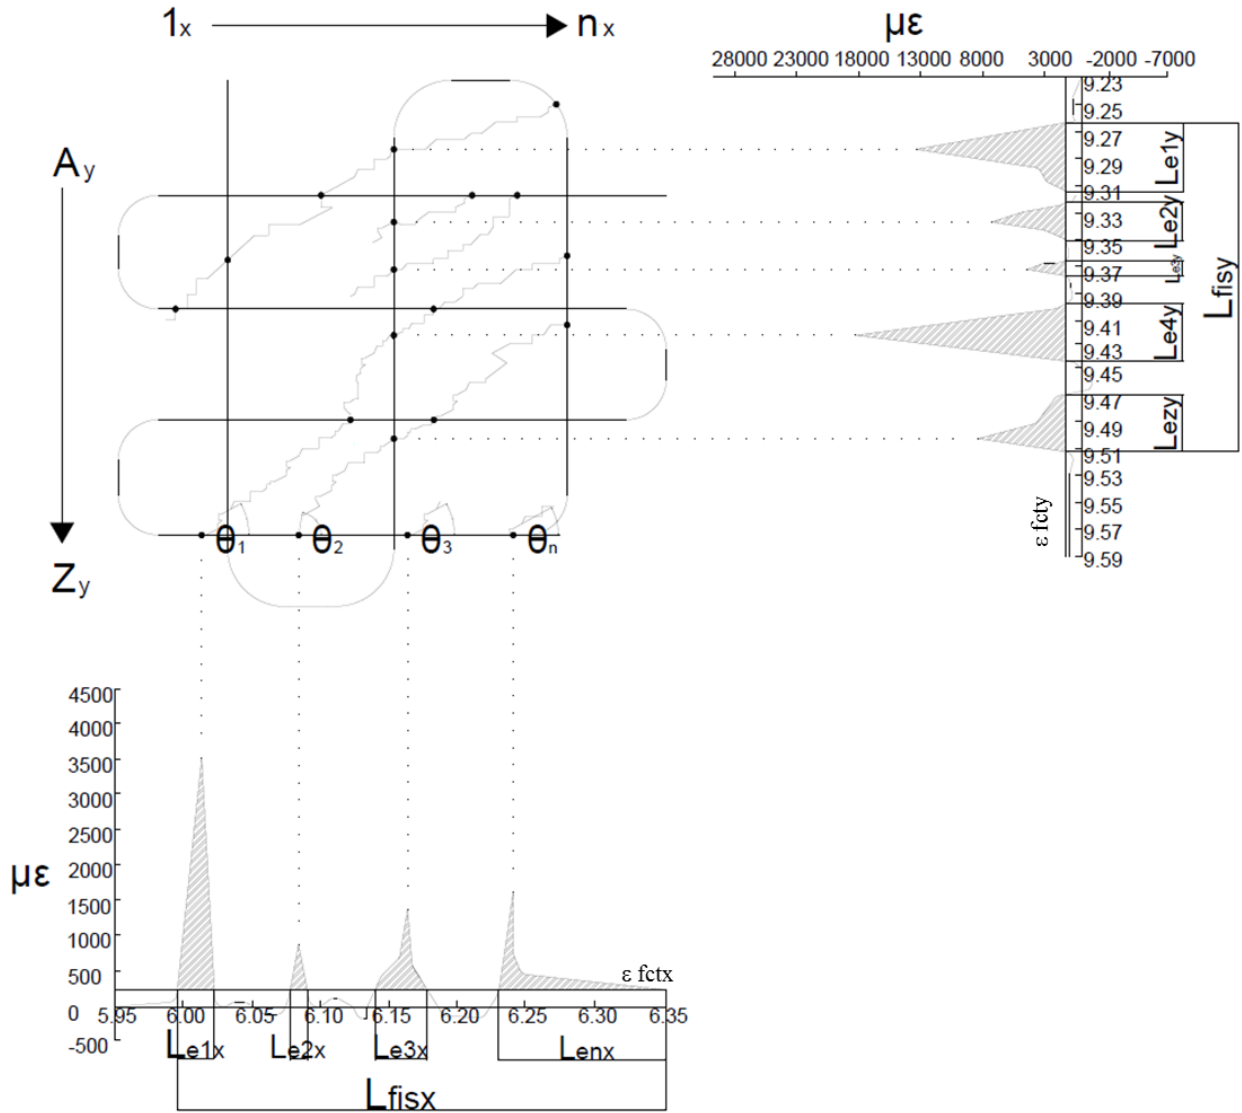 1x nx
με
28000 23000 18000 13000 8000 3000 -2000 -7000
Ay
Zy
θ1 θ2 θ3 θn
9.23
9.25
9.27
9.29
9.31
9.33
9.35
9.37
9.39
9.41
9.43
9.45
9.47
9.49
9.51
9.53
9.55
9.57
9.59
Le1y
Le2y
Le3y
Le4y
Lezy
Lfisy
ε fcty
με
4500
4000
3500
3000
2500
2000
1500
1000
500
0
-500
ε fctx
5.95 6.00 6.05 6.10 6.15 6.20 6.25 6.30 6.35
Le1x Le2x Le3x Lenx
Lfisx